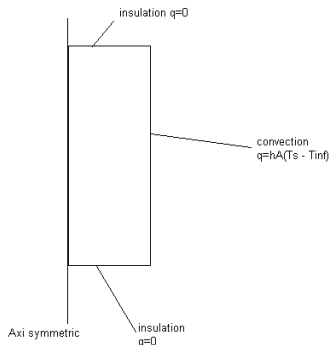 insulation q=0
convection
q=hA(Ts - Tinf)
Axi symmetric
insulation
q=0